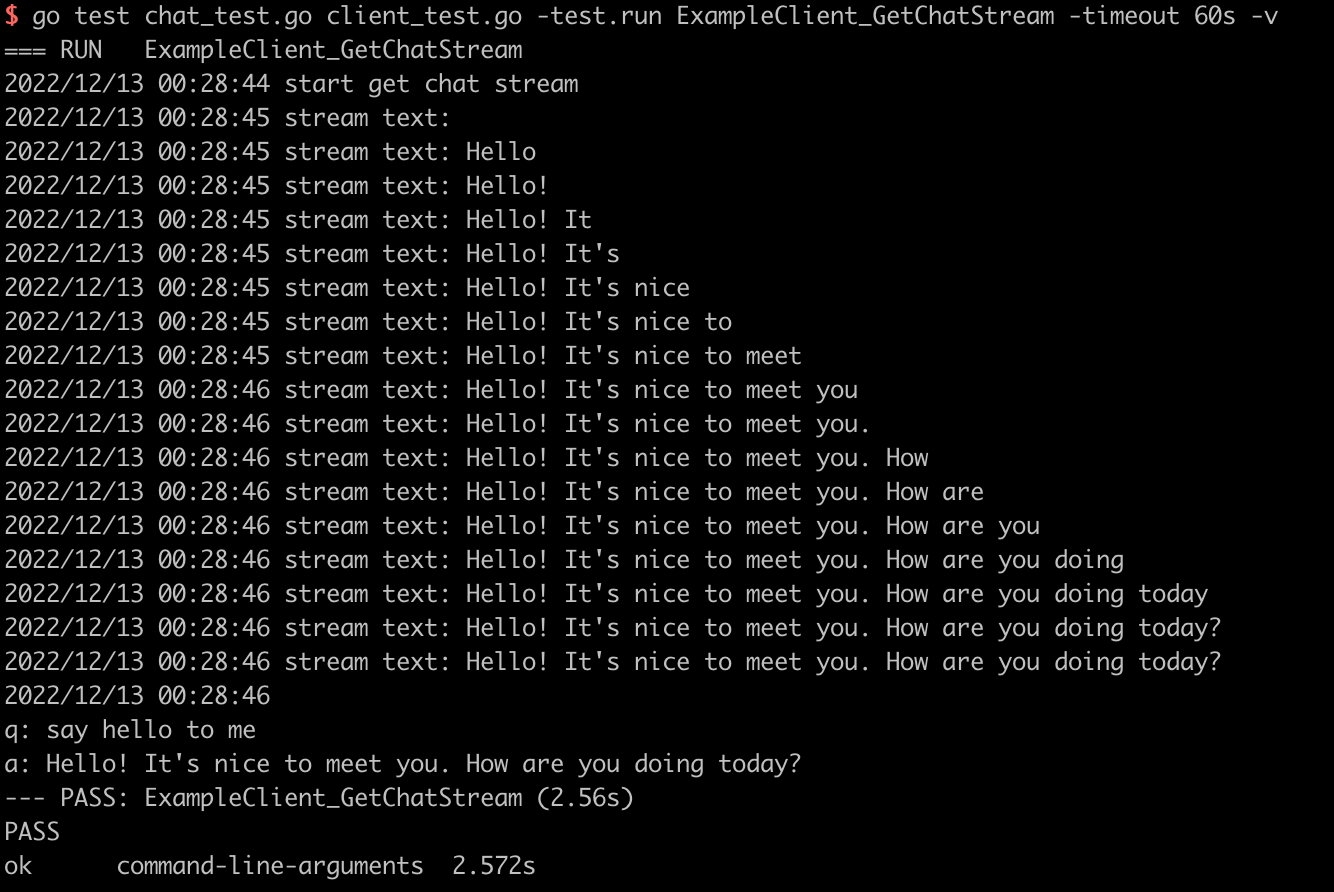 $ go test chat_test.go client_test.go -test.run ExampleClient_GetChatStream -timeout 60s -v
=== RUN   ExampleClient_GetChatStream
2022/12/13 00:28:44 start get chat stream
2022/12/13 00:28:45 stream text:
2022/12/13 00:28:45 stream text: Hello
2022/12/13 00:28:45 stream text: Hello!
2022/12/13 00:28:45 stream text: Hello! It
2022/12/13 00:28:45 stream text: Hello! It's
2022/12/13 00:28:45 stream text: Hello! It's nice
2022/12/13 00:28:45 stream text: Hello! It's nice to
2022/12/13 00:28:45 stream text: Hello! It's nice to meet
2022/12/13 00:28:46 stream text: Hello! It's nice to meet you
2022/12/13 00:28:46 stream text: Hello! It's nice to meet you.
2022/12/13 00:28:46 stream text: Hello! It's nice to meet you. How
2022/12/13 00:28:46 stream text: Hello! It's nice to meet you. How are
2022/12/13 00:28:46 stream text: Hello! It's nice to meet you. How are you
2022/12/13 00:28:46 stream text: Hello! It's nice to meet you. How are you doing
2022/12/13 00:28:46 stream text: Hello! It's nice to meet you. How are you doing today
2022/12/13 00:28:46 stream text: Hello! It's nice to meet you. How are you doing today?
2022/12/13 00:28:46 stream text: Hello! It's nice to meet you. How are you doing today?
2022/12/13 00:28:46
q: say hello to me
a: Hello! It's nice to meet you. How are you doing today?
--- PASS: ExampleClient_GetChatStream (2.56s)
PASS
ok      command-line-arguments  2.572s